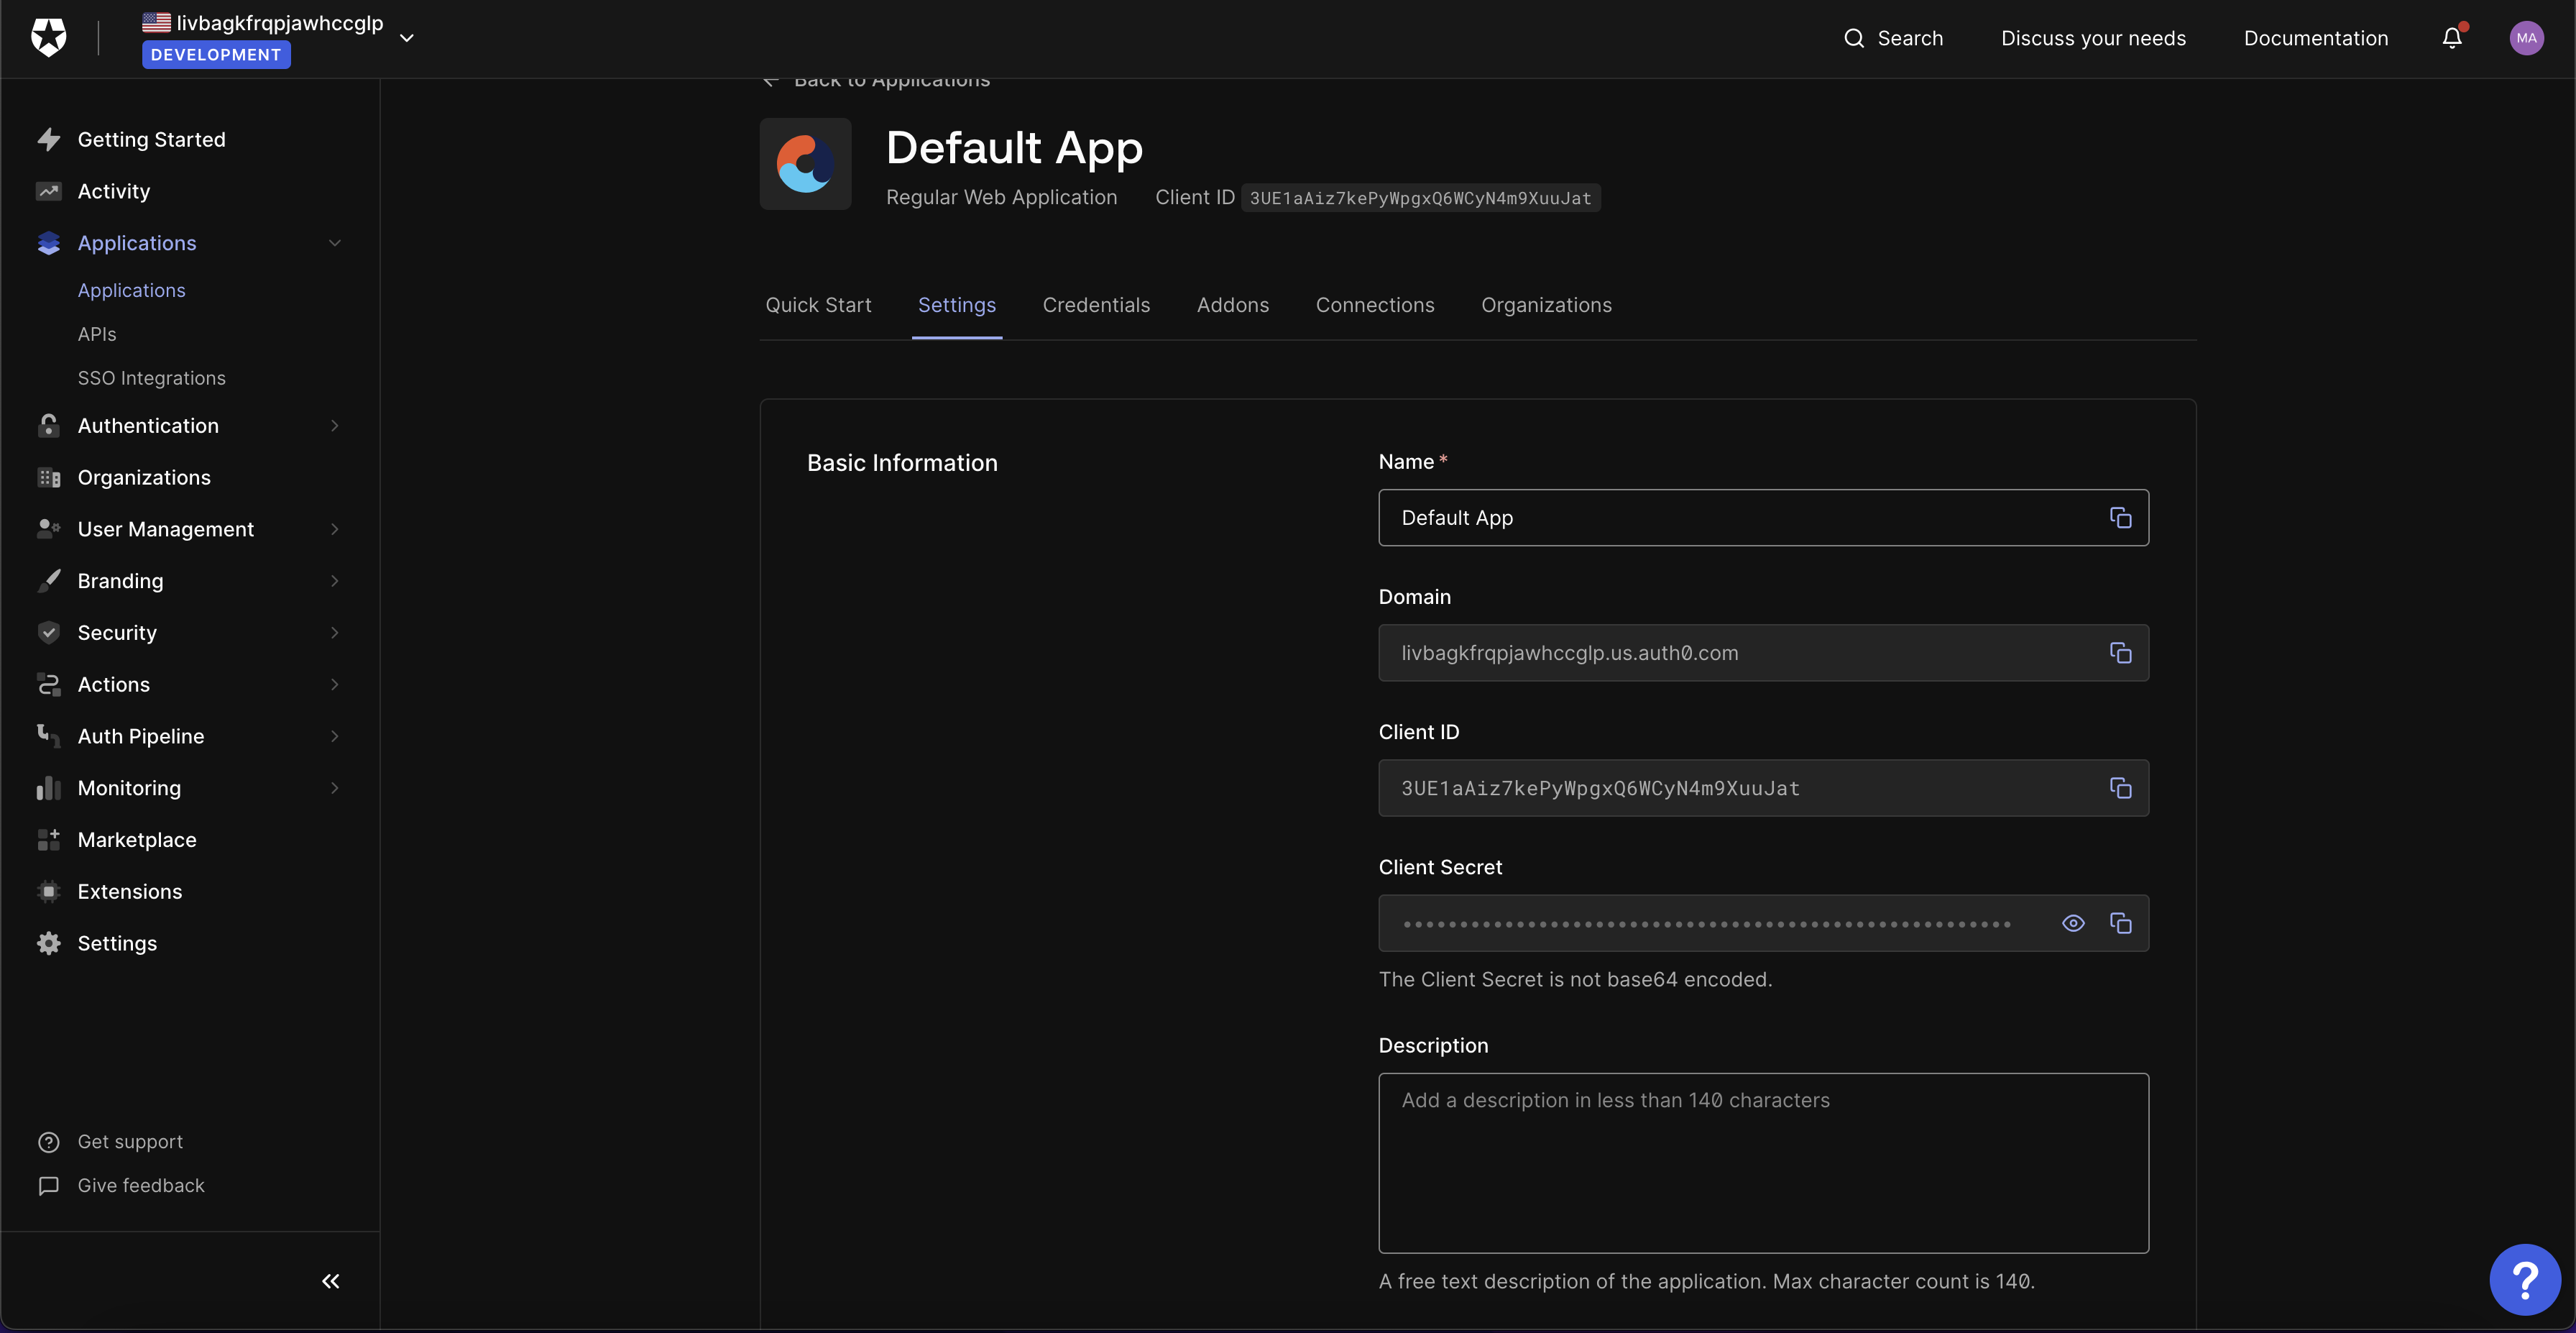 livbagkfrqpjawhccglp
DEVELOPMENT
Search
Discuss your needs
Documentation
MA
Back to Applications
Getting Started
Activity
Applications
Applications
APIs
SSO Integrations
Authentication
Organizations
User Management
Branding
Security
Actions
Auth Pipeline
Monitoring
Marketplace
Extensions
Settings
Get support
Give feedback
Default App
Regular Web Application
Client ID 3UE1aAiz7kePyWpgxQ6WCyN4m9XuuJat
Quick Start
Settings
Credentials
Addons
Connections
Organizations
Basic Information
Name *
Default App
Domain
livbagkfrqpjawhccglp.us.auth0.com
Client ID
3UE1aAiz7kePyWpgxQ6WCyN4m9XuuJat
Client Secret
The Client Secret is not base64 encoded.
Description
Add a description in less than 140 characters
A free text description of the application. Max character count is 140.
?